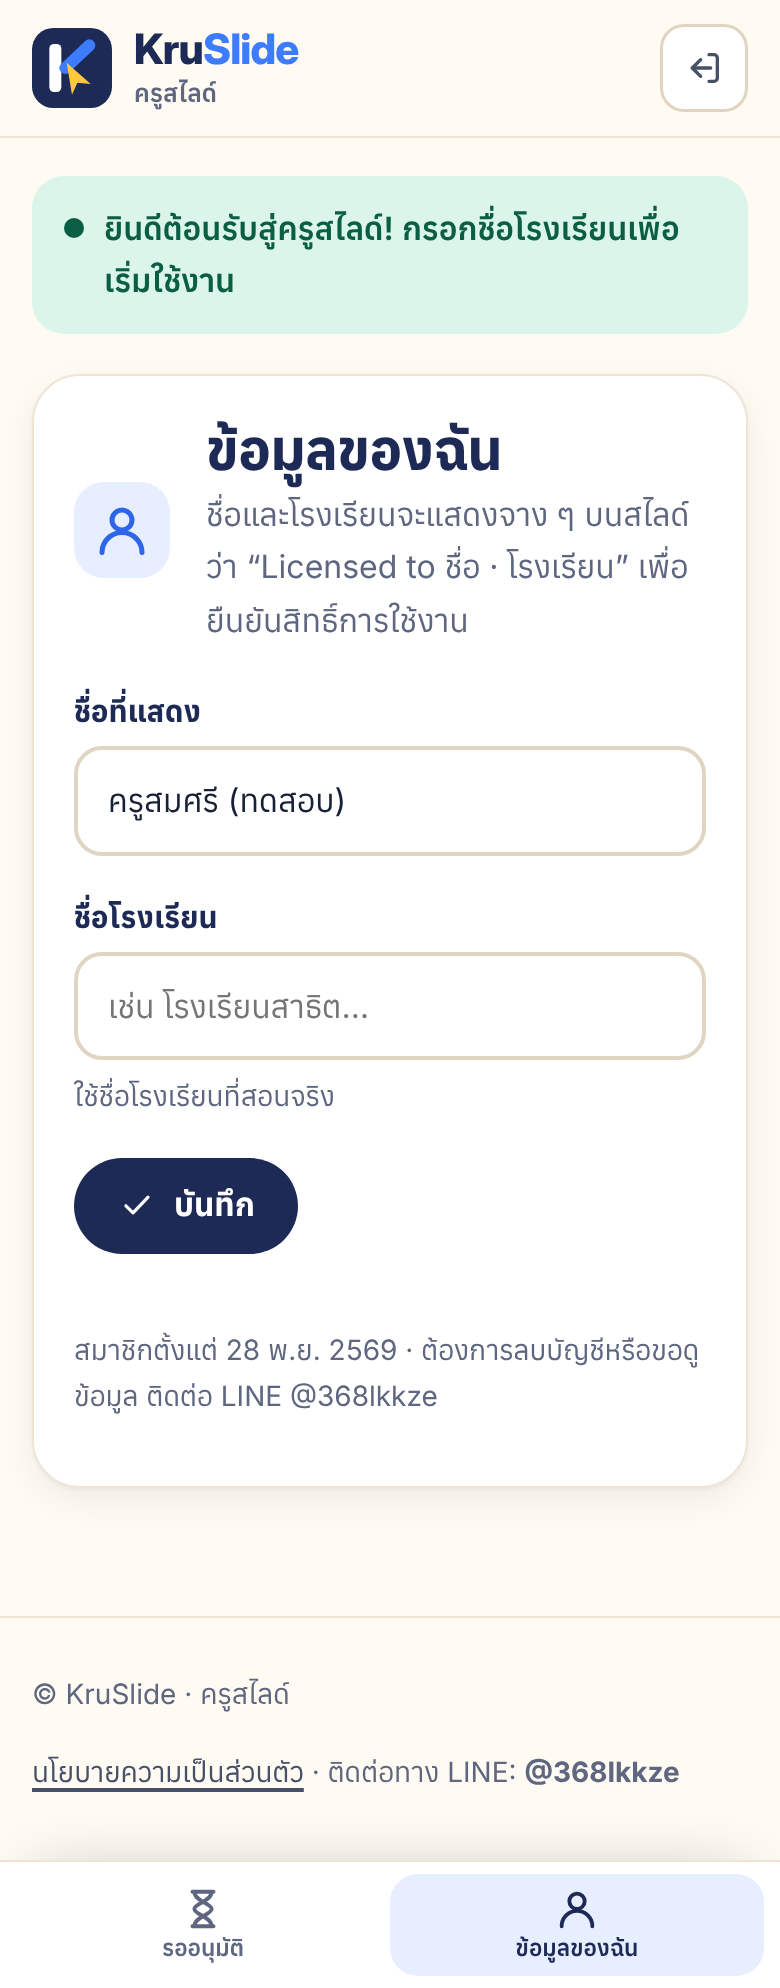 KruSlide
ครูสไลด์
ยินดีต้อนรับสู่ครูสไลด์! กรอกชื่อโรงเรียนเพื่อ
เริ่มใช้งาน
ข้อมูลของฉัน
ชื่อและโรงเรียนจะแสดงจาง ๆ บนสไลด์
ว่า “Licensed to ชื่อ · โรงเรียน” เพื่อ
ยืนยันสิทธิ์การใช้งาน
ชื่อที่แสดง
ครูสมศรี (ทดสอบ)
ชื่อโรงเรียน
เช่น โรงเรียนสาธิต...
ใช้ชื่อโรงเรียนที่สอนจริง
บันทึก
สมาชิกตั้งแต่ 28 พ.ย. 2569 · ต้องการลบบัญชีหรือขอดู
ข้อมูล ติดต่อ LINE @368lkkze
© KruSlide · ครูสไลด์
นโยบายความเป็นส่วนตัว · ติดต่อทาง LINE: @368lkkze
รออนุมัติ
ข้อมูลของฉัน